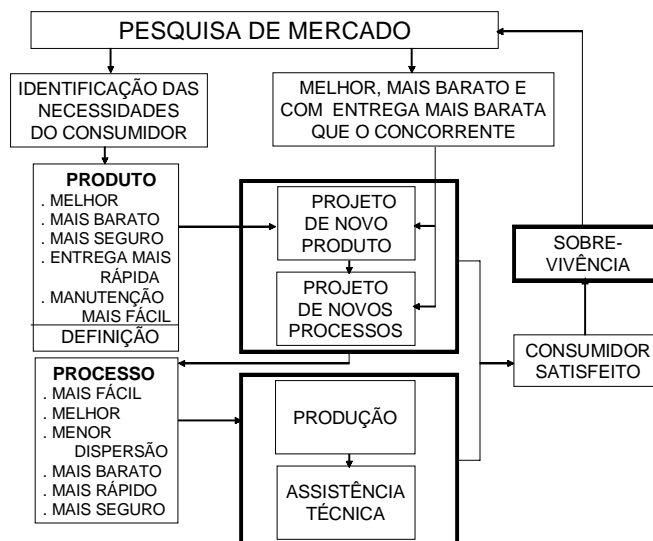 PESQUISA DE MERCADO
IDENTIFICAÇÃO DAS
NECESSIDADES
DO CONSUMIDOR
MELHOR, MAIS BARATO E
COM ENTREGA MAIS BARATA
QUE O CONCORRENTE
PRODUTO
. MELHOR
. MAIS BARATO
. MAIS SEGURO
. ENTREGA MAIS
RÁPIDA
. MANUTENÇÃO
MAIS FÁCIL
DEFINIÇÃO
PROJETO
DE NOVO
PRODUTO
PROJETO
DE NOVOS
PROCESSOS
SOBRE-
VIVÊNCIA
CONSUMIDOR
SATISFEITO
PROCESSO
. MAIS FÁCIL
. MELHOR
. MENOR
DISPERSÃO
. MAIS BARATO
. MAIS RÁPIDO
. MAIS SEGURO
PRODUÇÃO
ASSISTÊNCIA
TÉCNICA